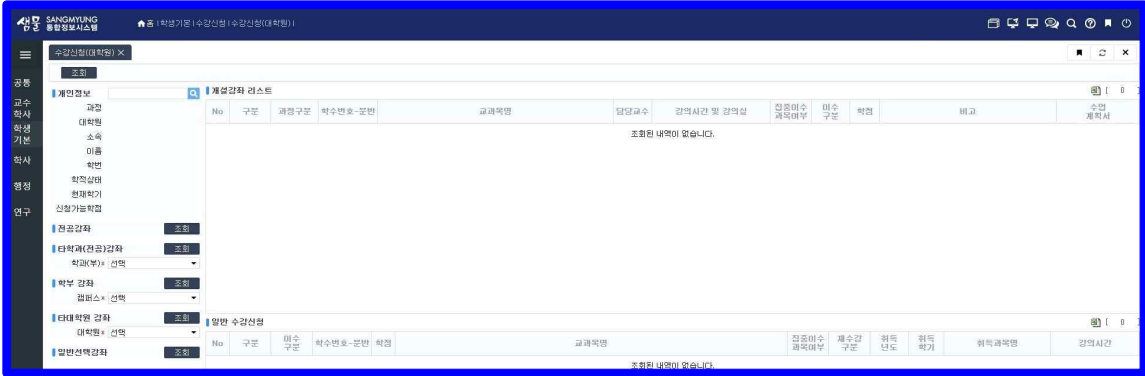 샘물 SANGMYUNG 통합정보시스템
홈 | 학생기본 | 수강신청 | 수강신청(대학원) |
수강신청(대학원) ×
조회
공통
교수
학사
학생
기본
학사
행정
연구
개인정보
과정
대학원
소속
이름
학번
학적상태
현재학기
신청가능학점
전공강좌 조회
타학과(전공)강좌 조회
학과(부)* 선택
학부 강좌 조회
캠퍼스* 선택
타대학원 강좌 조회
대학원* 선택
일반선택강좌 조회
개설강좌 리스트 [ 0 ]
No 구분 과정구분 학수번호-분반 교과목명 담당교수 강의시간 및 강의실 집중이수 과목여부 이수 구분 학점 비고 수업 계획서
조회된 내역이 없습니다.
일반 수강신청 [ 0 ]
No 구분 이수 구분 학수번호-분반 학점 교과목명 집중이수 과목여부 재수강 구분 취득 년도 취득 학기 취득과목명 강의시간
조회된 내역이 없습니다.